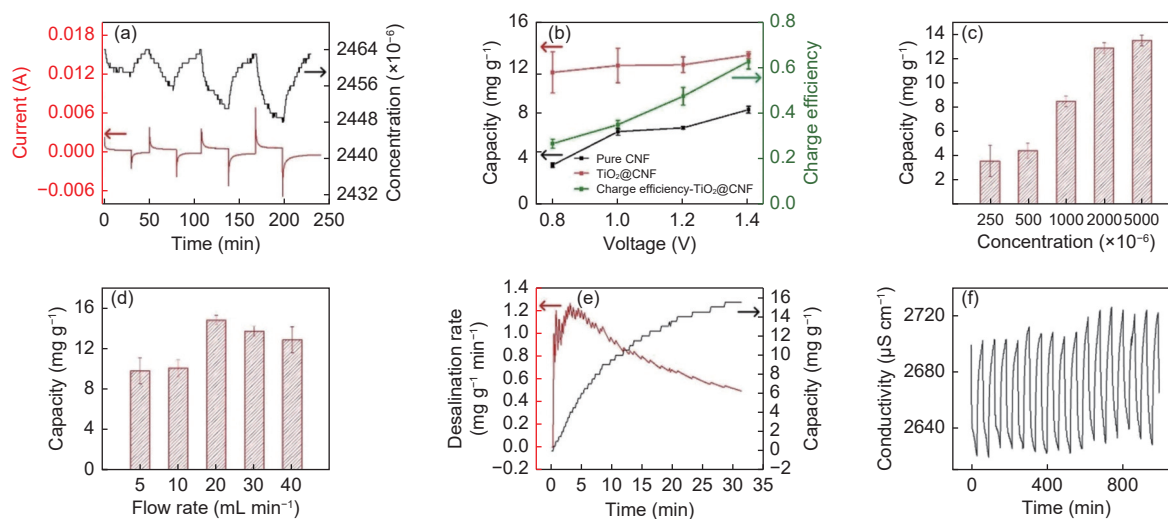 (a)
0.018
0.012
0.006
0.000
−0.006
Current (A)
2464
2456
2448
2440
2432
Concentration (×10⁻⁶)
0 50 100 150 200 250
Time (min)
(b)
16
12
8
4
0
Capacity (mg g⁻¹)
0.8
0.6
0.4
0.2
0.0
Charge efficiency
Pure CNF
TiO₂@CNF
Charge efficiency-TiO₂@CNF
0.8 1.0 1.2 1.4
Voltage (V)
(c)
14
12
10
8
6
4
2
Capacity (mg g⁻¹)
250 500 1000 2000 5000
Concentration (×10⁻⁶)
(d)
16
12
8
4
0
Capacity (mg g⁻¹)
5 10 20 30 40
Flow rate (mL min⁻¹)
(e)
1.4
1.2
1.0
0.8
0.6
0.4
0.2
0.0
−0.2
Desalination rate
(mg g⁻¹ min⁻¹)
16
14
12
10
8
6
4
2
0
−2
Capacity (mg g⁻¹)
0 5 10 15 20 25 30 35
Time (min)
(f)
2720
2680
2640
Conductivity (µS cm⁻¹)
0 400 800
Time (min)